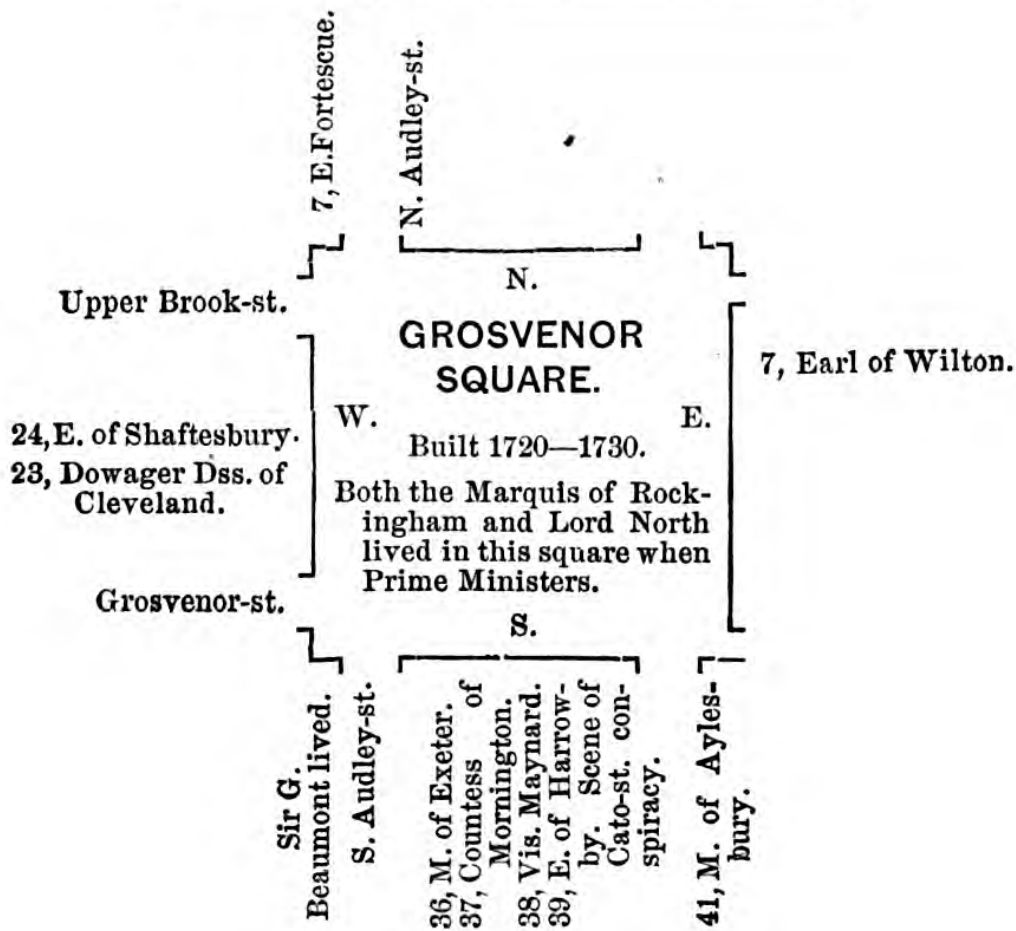 7, E. Fortescue.
N. Audley-st.
N.
Upper Brook-st.
GROSVENOR
SQUARE.
7, Earl of Wilton.
W.
E.
24, E. of Shaftesbury.
23, Dowager Dss. of
Cleveland.
Built 1720—1730.
Both the Marquis of Rock-
ingham and Lord North
lived in this square when
Prime Ministers.
Grosvenor-st.
S.
Sir G.
Beaumont lived.
S. Audley-st.
36, M. of Exeter.
37, Countess of
Mornington.
38, Vis. Maynard.
39, E. of Harrow-
by. Scene of
Cato-st. con-
spiracy.
41, M. of Ayles-
bury.